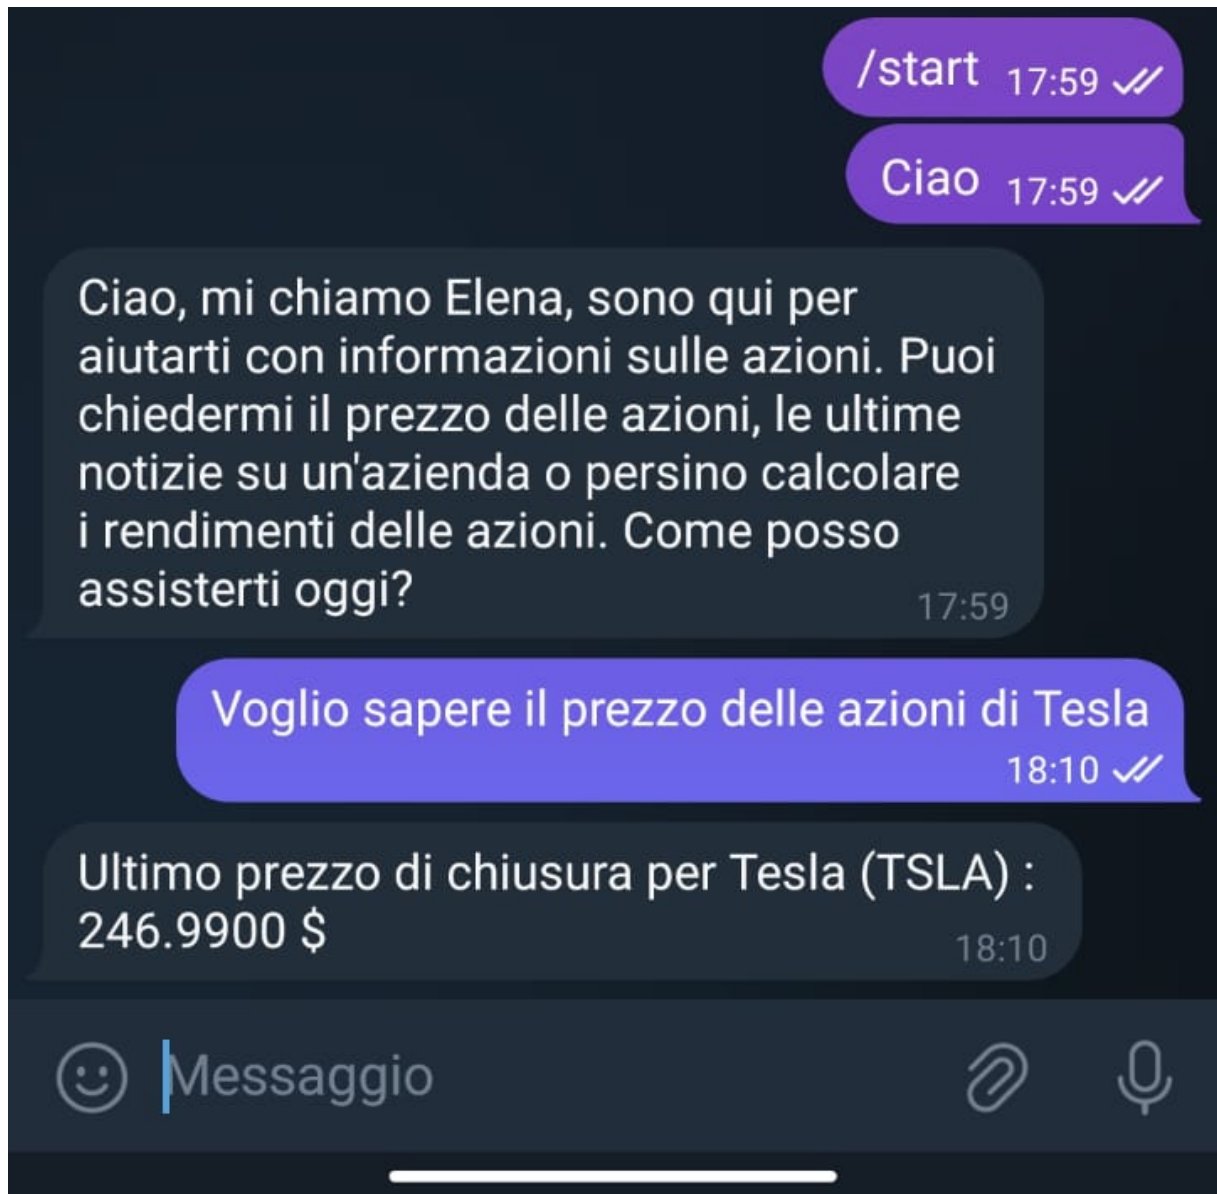 /start 17:59
Ciao 17:59
Ciao, mi chiamo Elena, sono qui per
aiutarti con informazioni sulle azioni. Puoi
chiedermi il prezzo delle azioni, le ultime
notizie su un'azienda o persino calcolare
i rendimenti delle azioni. Come posso
assisterti oggi? 17:59
Voglio sapere il prezzo delle azioni di Tesla
18:10
Ultimo prezzo di chiusura per Tesla (TSLA) :
246.9900 $ 18:10
Messaggio